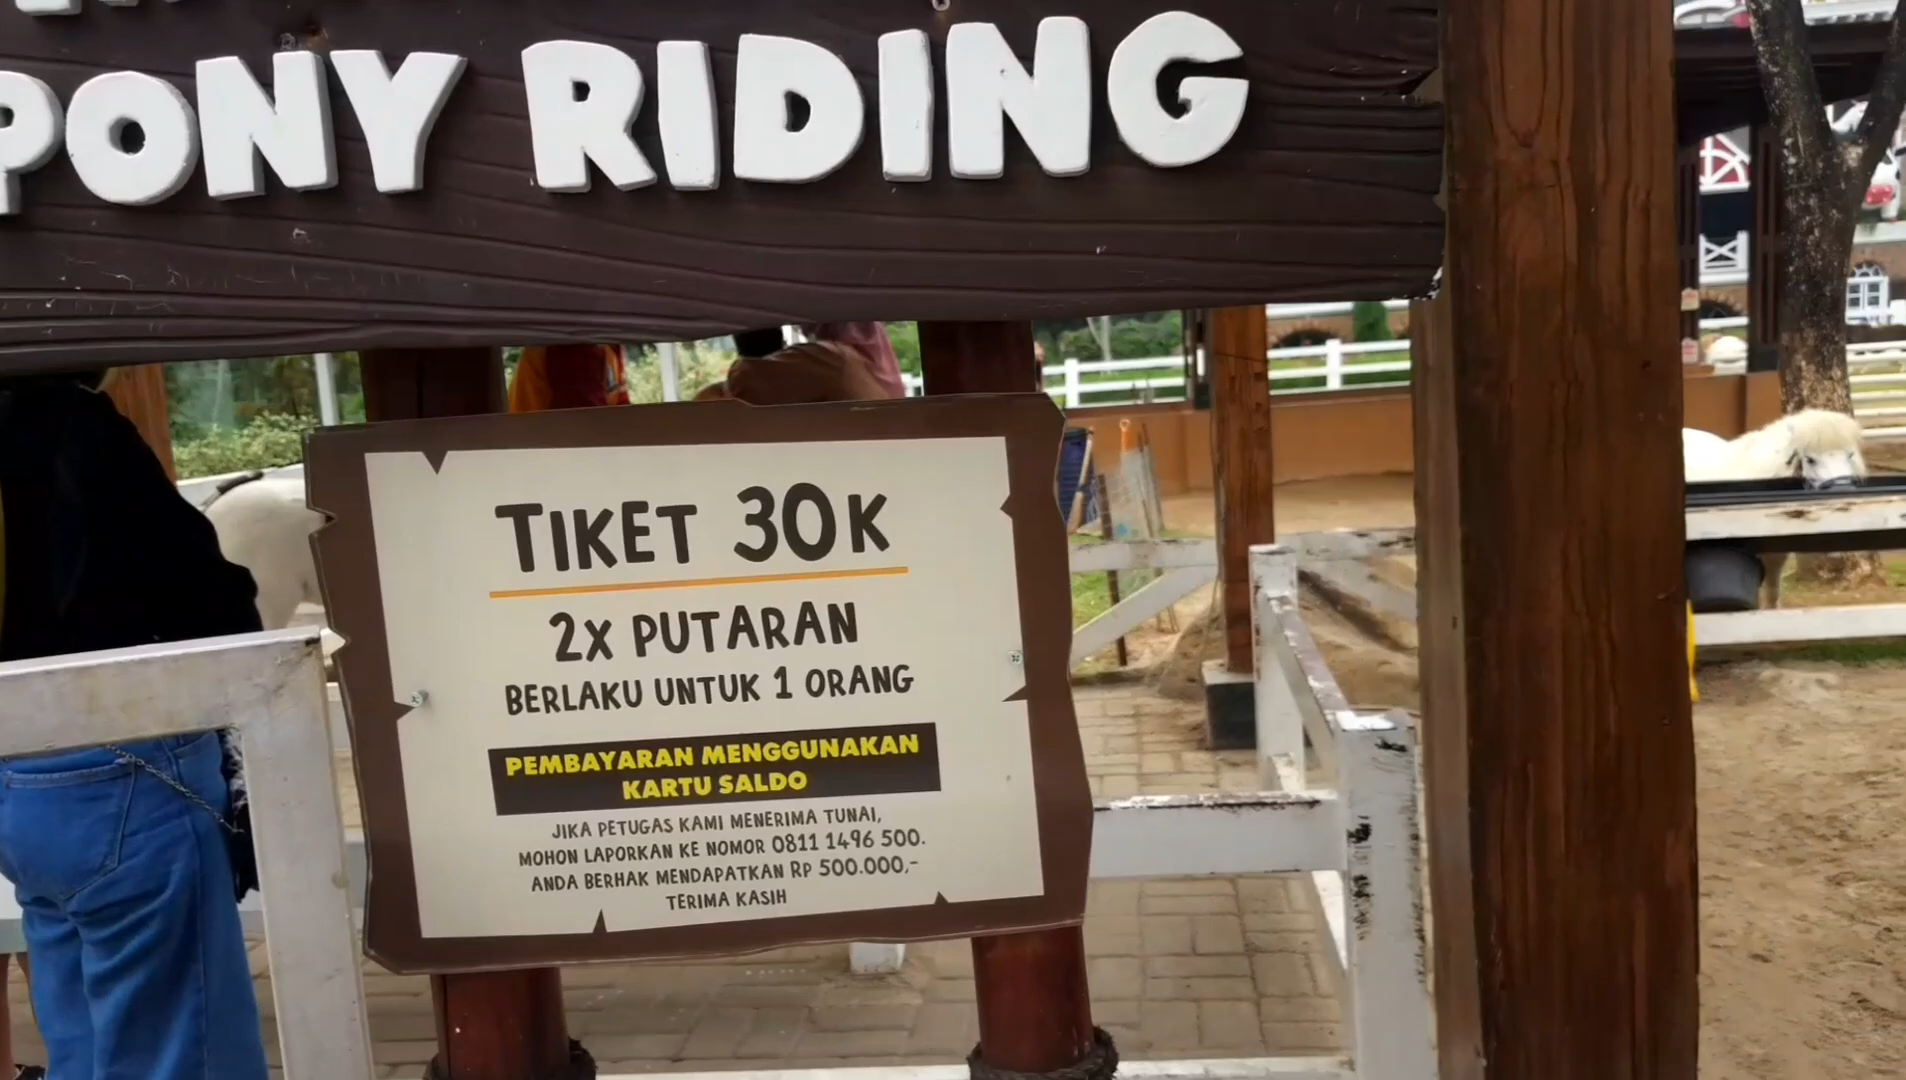 PONY RIDING
TIKET 30K
2X PUTARAN
BERLAKU UNTUK 1 ORANG
PEMBAYARAN MENGGUNAKAN
KARTU SALDO
JIKA PETUGAS KAMI MENERIMA TUNAI,
MOHON LAPORKAN KE NOMOR 0811 1496 500.
ANDA BERHAK MENDAPATKAN RP 500.000,-
TERIMA KASIH